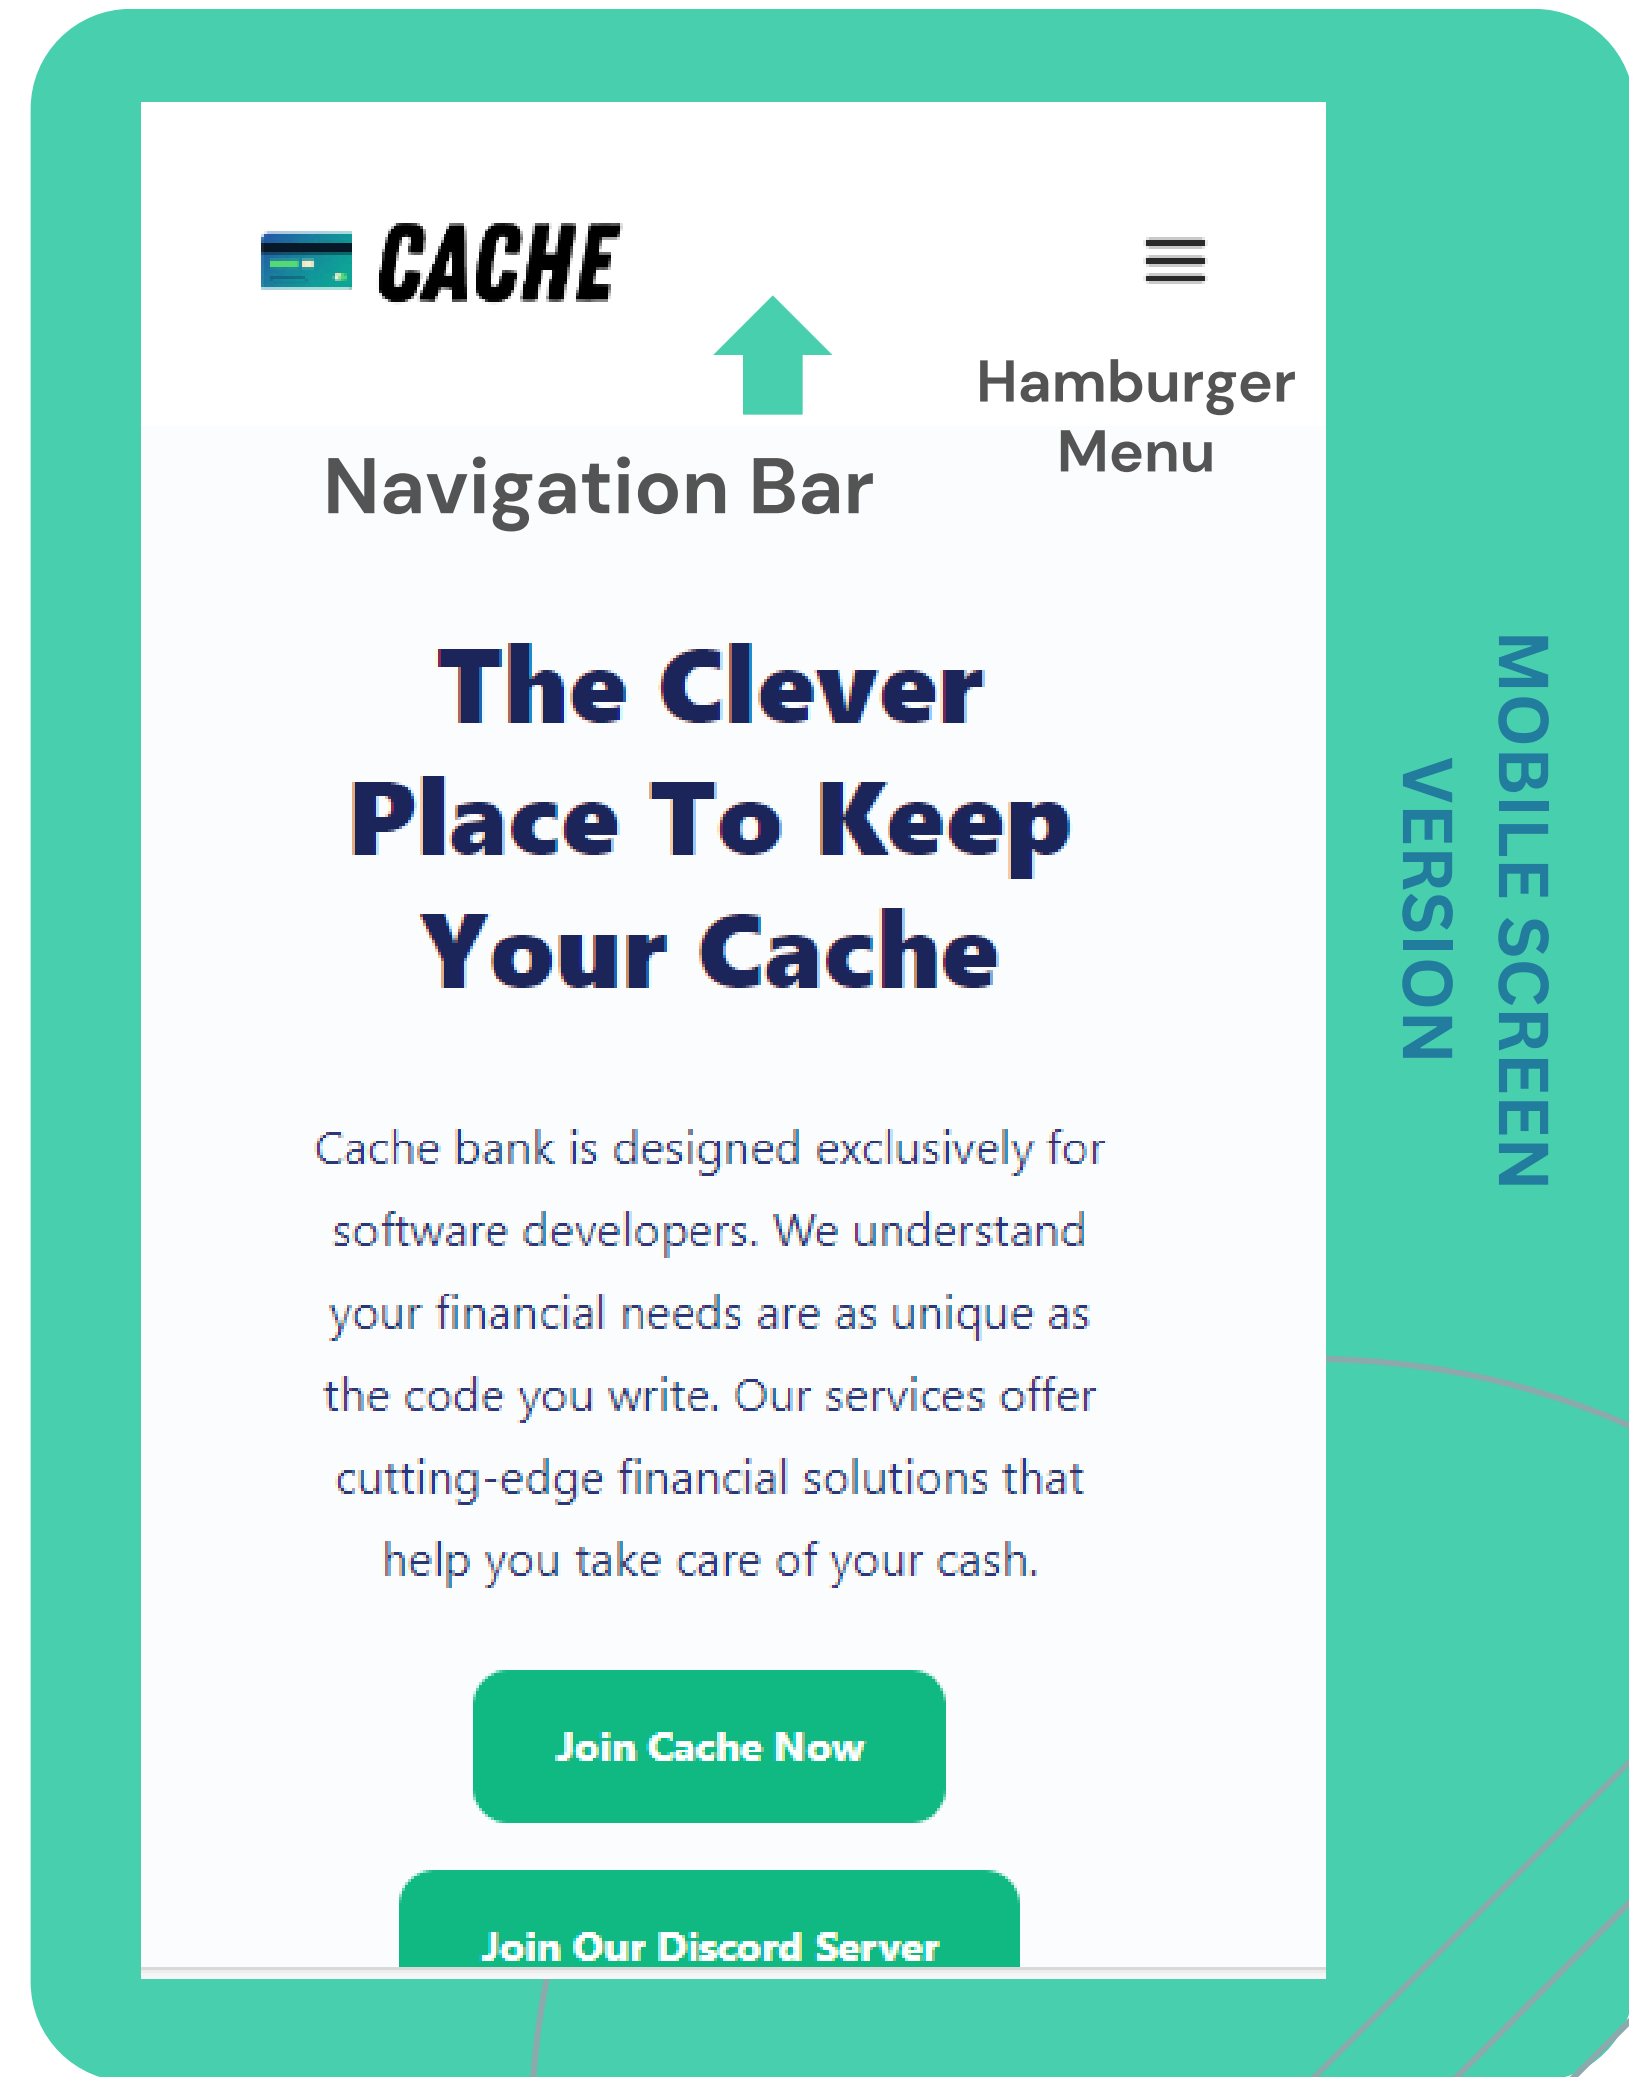 CACHE
Hamburger
Menu
Navigation Bar
The Clever
Place To Keep
Your Cache
Cache bank is designed exclusively for
software developers. We understand
your financial needs are as unique as
the code you write. Our services offer
cutting-edge financial solutions that
help you take care of your cash.
Join Cache Now
Join Our Discord Server
MOBILE SCREEN
VERSION